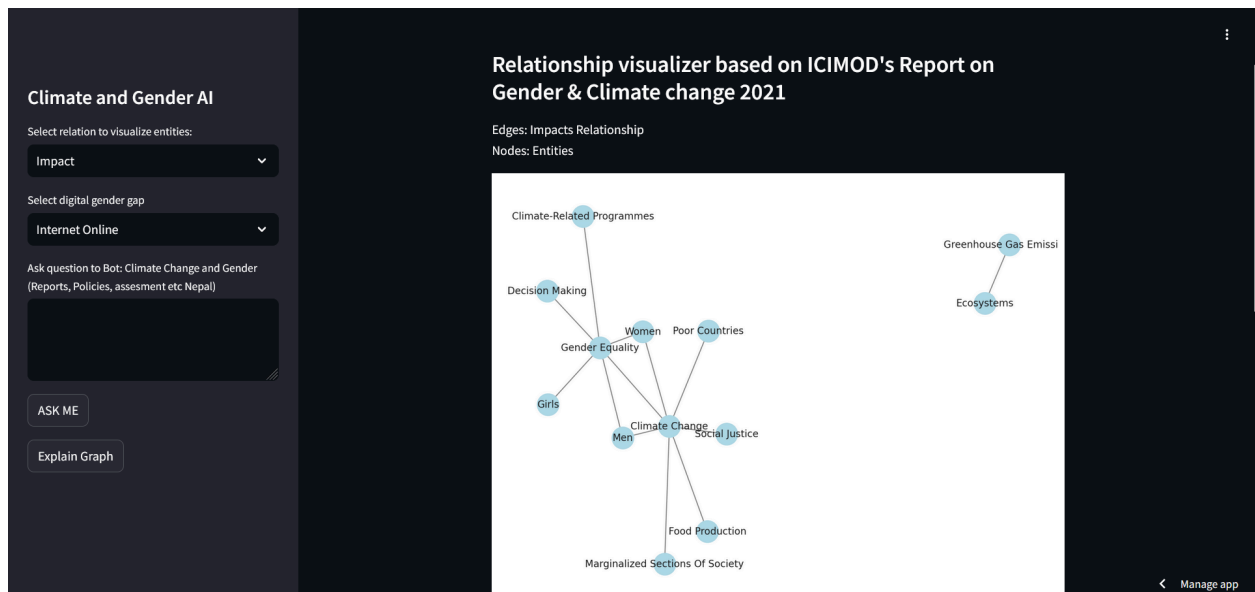 Climate and Gender AI
Select relation to visualize entities:
Impact
Select digital gender gap
Internet Online
Ask question to Bot: Climate Change and Gender
(Reports, Policies, assesment etc Nepal)
ASK ME
Explain Graph
Relationship visualizer based on ICIMOD's Report on
Gender & Climate change 2021
Edges: Impacts Relationship
Nodes: Entities
Climate-Related Programmes
Greenhouse Gas Emissi
Decision Making
Ecosystems
Women
Poor Countries
Gender Equality
Girls
Climate Change
Social Justice
Men
Food Production
Marginalized Sections Of Society
Manage app